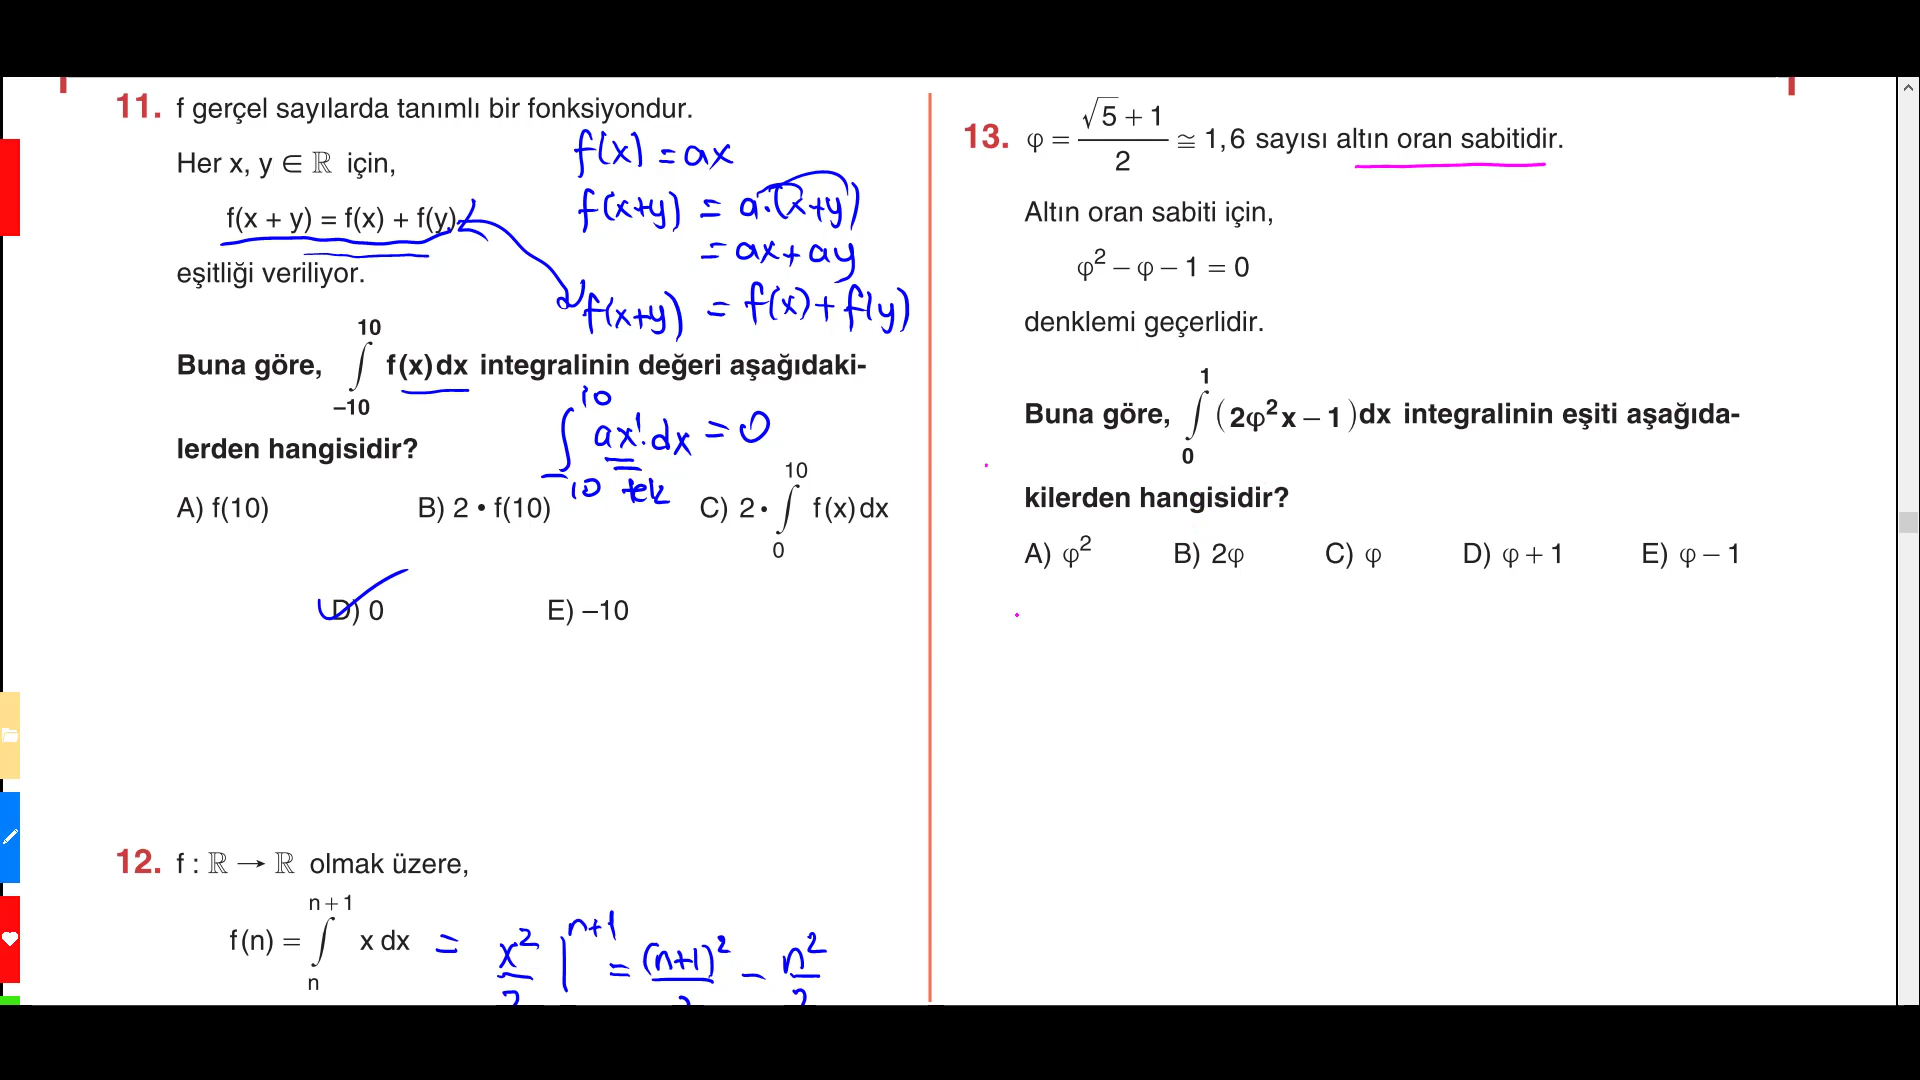 11. f gerçel sayılarda tanımlı bir fonksiyondur.
Her x, y ∈ ℝ için,
f(x + y) = f(x) + f(y)
eşitliği veriliyor.
f(x) = ax
f(x+y) = a·(x+y)
= ax + ay
f(x+y) = f(x) + f(y)
10
Buna göre, ∫ f(x) dx integralinin değeri aşağıdaki-
–10
lerden hangisidir?
10
∫ ax¹ dx = 0
–10 tek
A) f(10) B) 2 • f(10) C) 2 • ∫ f(x) dx
10
0
D) 0 E) –10
12. f : ℝ → ℝ olmak üzere,
n + 1
f(n) = ∫ x dx = x²/2 | n+1 = (n+1)²/2 – n²/2
n
13. φ = (√5 + 1)/2 ≅ 1,6 sayısı altın oran sabitidir.
Altın oran sabiti için,
φ² – φ – 1 = 0
denklemi geçerlidir.
1
Buna göre, ∫ (2φ²x – 1) dx integralinin eşiti aşağıda-
0
kilerden hangisidir?
A) φ² B) 2φ C) φ D) φ + 1 E) φ – 1